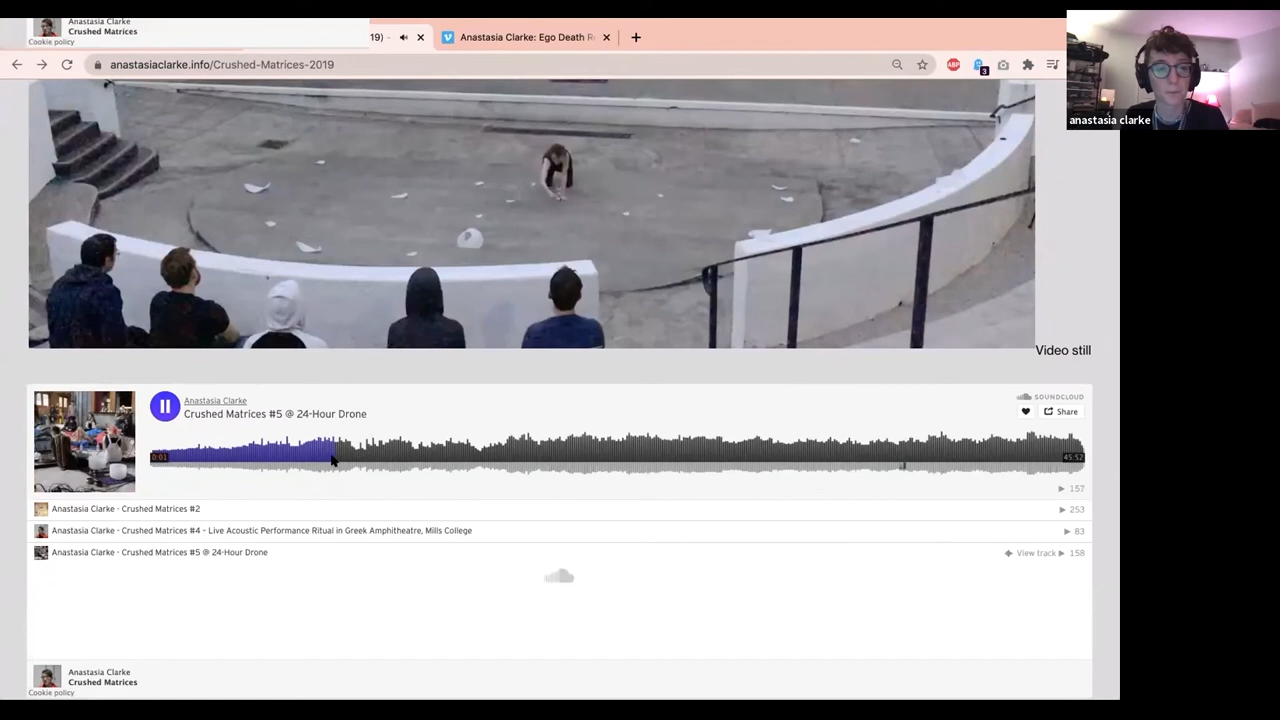 Anastasia Clarke
Crushed Matrices
Cookie policy
19) -
Anastasia Clarke: Ego Death R
anastasiaclarke.info/Crushed-Matrices-2019
ABP
3
anastasia clarke
Video still
Anastasia Clarke
Crushed Matrices #5 @ 24-Hour Drone
SOUNDCLOUD
Share
0:01
45:52
157
Anastasia Clarke - Crushed Matrices #2
253
Anastasia Clarke - Crushed Matrices #4 - Live Acoustic Performance Ritual in Greek Amphitheatre, Mills College
83
Anastasia Clarke - Crushed Matrices #5 @ 24-Hour Drone
View track
158
Anastasia Clarke
Crushed Matrices
Cookie policy